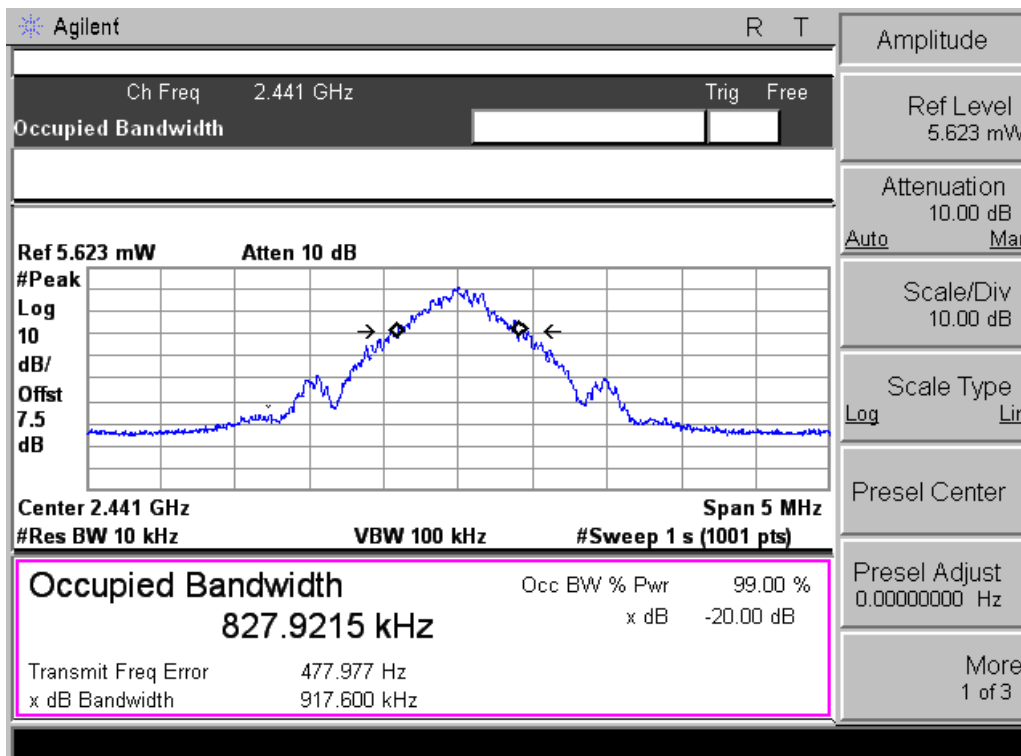 Agilent R T
Ch Freq 2.441 GHz Trig Free
Occupied Bandwidth
Ref 5.623 mW Atten 10 dB
#Peak
Log
10
dB/
Offst
7.5
dB
Center 2.441 GHz Span 5 MHz
#Res BW 10 kHz VBW 100 kHz #Sweep 1 s (1001 pts)
Occupied Bandwidth Occ BW % Pwr 99.00 %
827.9215 kHz x dB -20.00 dB
Transmit Freq Error 477.977 Hz
x dB Bandwidth 917.600 kHz
Amplitude
Ref Level
5.623 mW
Attenuation
10.00 dB
Auto Man
Scale/Div
10.00 dB
Scale Type
Log Lin
Presel Center
Presel Adjust
0.00000000 Hz
More
1 of 3